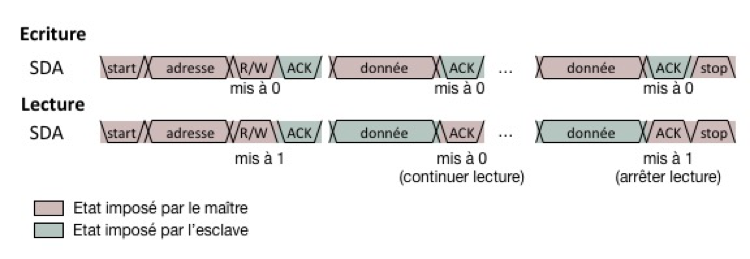 Ecriture
SDA start adresse R/W ACK donnée ACK ... donnée ACK stop
mis à 0 mis à 0 mis à 0
Lecture
SDA start adresse R/W ACK donnée ACK ... donnée ACK stop
mis à 1 mis à 0 mis à 1
(continuer lecture) (arrêter lecture)
Etat imposé par le maître
Etat imposé par l'esclave